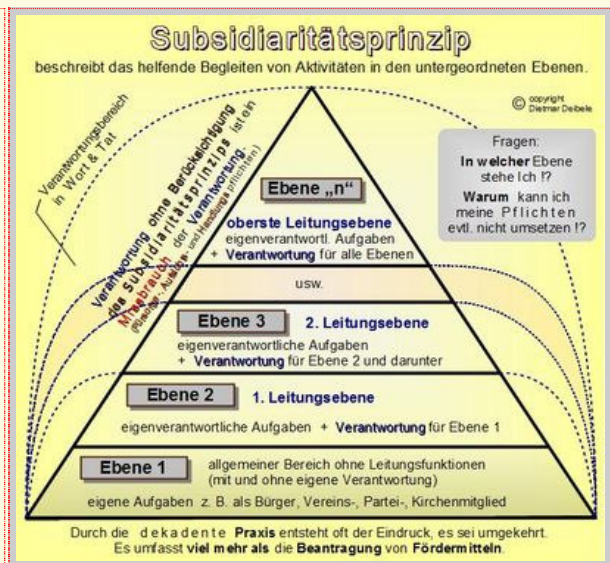 Subsidiaritätsprinzip
beschreibt das helfende Begleiten von Aktivitäten in den untergeordneten Ebenen.
© copyright
Dietmar Deibele
Verantwortungsbereich
in Wort & Tat
Verantwortung ohne Berücksichtigung
des Subsidiaritätsprinzips ist ein
Missbrauch der Verantwortung.
und Handlungspflichten)
Fragen:
In welcher Ebene
stehe Ich !?
Warum kann ich
meine Pflichten
evtl. nicht umsetzen !?
Ebene „n"
oberste Leitungsebene
eigenverantwortl. Aufgaben
+ Verantwortung für alle Ebenen
usw.
Ebene 3 2. Leitungsebene
eigenverantwortliche Aufgaben
+ Verantwortung für Ebene 2 und darunter
Ebene 2 1. Leitungsebene
eigenverantwortliche Aufgaben + Verantwortung für Ebene 1
Ebene 1 allgemeiner Bereich ohne Leitungsfunktionen
(mit und ohne eigene Verantwortung)
eigene Aufgaben z. B. als Bürger, Vereins-, Partei-, Kirchenmitglied
Durch die dekadente Praxis entsteht oft der Eindruck, es sei umgekehrt.
Es umfasst viel mehr als die Beantragung von Fördermitteln.